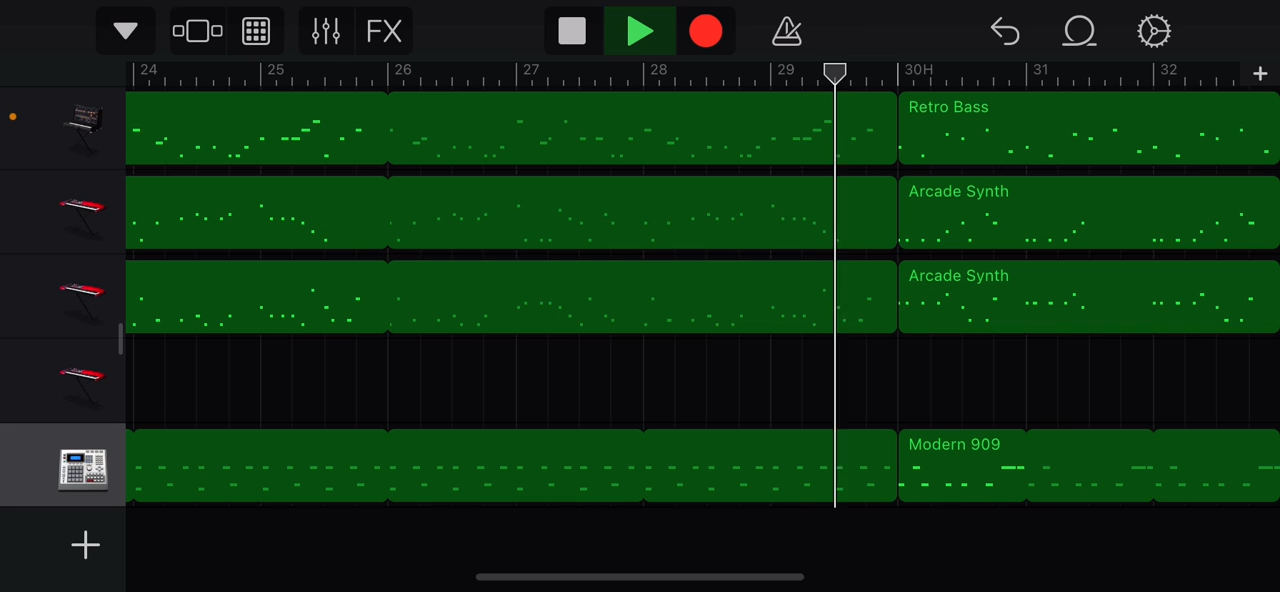 FX
24 25 26 27 28 29 30H 31 32
Retro Bass
Arcade Synth
Arcade Synth
Modern 909